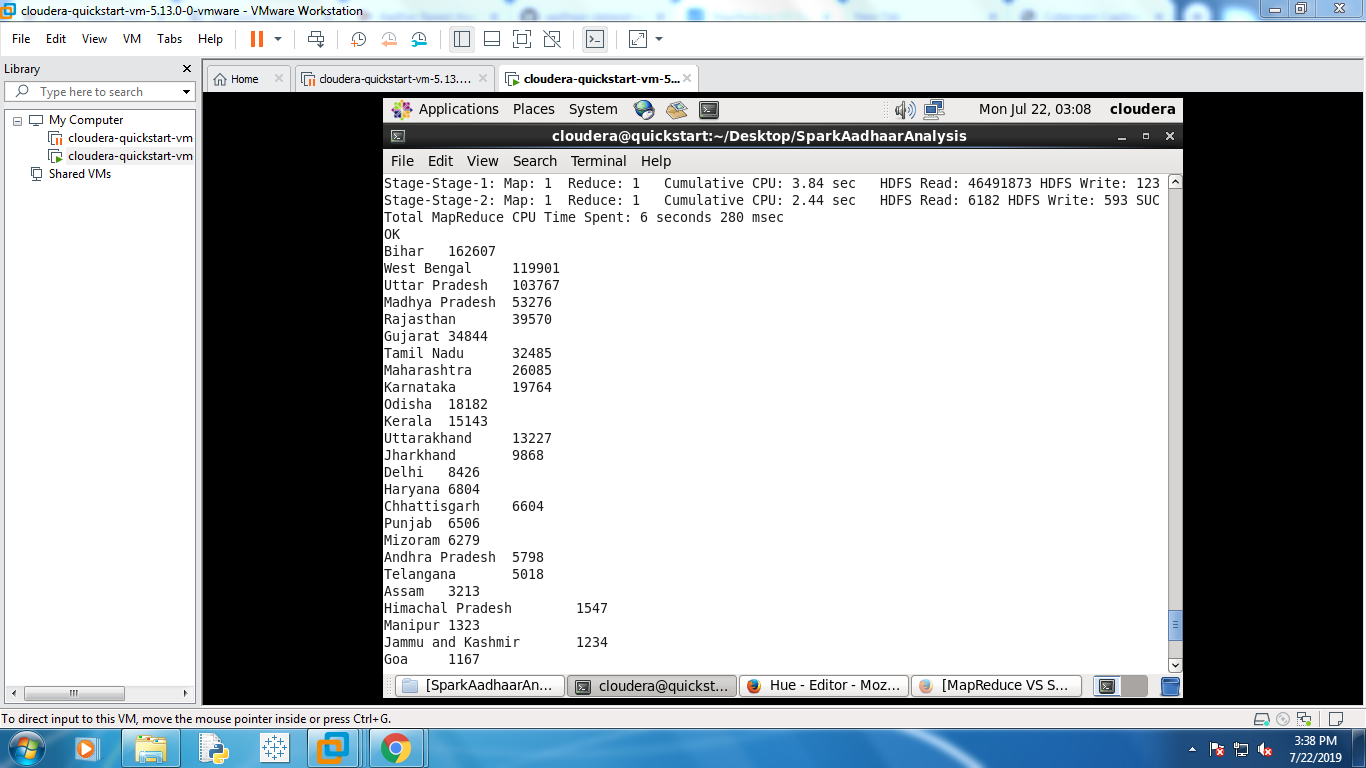 cloudera-quickstart-vm-5.13.0-0-vmware - VMware Workstation
File Edit View VM Tabs Help
Library
Type here to search
My Computer
cloudera-quickstart-vm
cloudera-quickstart-vm
Shared VMs
Home
cloudera-quickstart-vm-5.13....
cloudera-quickstart-vm-5...
Applications Places System
Mon Jul 22, 03:08 cloudera
cloudera@quickstart:~/Desktop/SparkAadhaarAnalysis
File Edit View Search Terminal Help
Stage-Stage-1: Map: 1 Reduce: 1 Cumulative CPU: 3.84 sec HDFS Read: 46491873 HDFS Write: 123
Stage-Stage-2: Map: 1 Reduce: 1 Cumulative CPU: 2.44 sec HDFS Read: 6182 HDFS Write: 593 SUC
Total MapReduce CPU Time Spent: 6 seconds 280 msec
OK
Bihar 162607
West Bengal 119901
Uttar Pradesh 103767
Madhya Pradesh 53276
Rajasthan 39570
Gujarat 34844
Tamil Nadu 32485
Maharashtra 26085
Karnataka 19764
Odisha 18182
Kerala 15143
Uttarakhand 13227
Jharkhand 9868
Delhi 8426
Haryana 6804
Chhattisgarh 6604
Punjab 6506
Mizoram 6279
Andhra Pradesh 5798
Telangana 5018
Assam 3213
Himachal Pradesh 1547
Manipur 1323
Jammu and Kashmir 1234
Goa 1167
[SparkAadhaarAn...
cloudera@quickst...
Hue - Editor - Moz...
[MapReduce VS S...
To direct input to this VM, move the mouse pointer inside or press Ctrl+G.
3:38 PM
7/22/2019